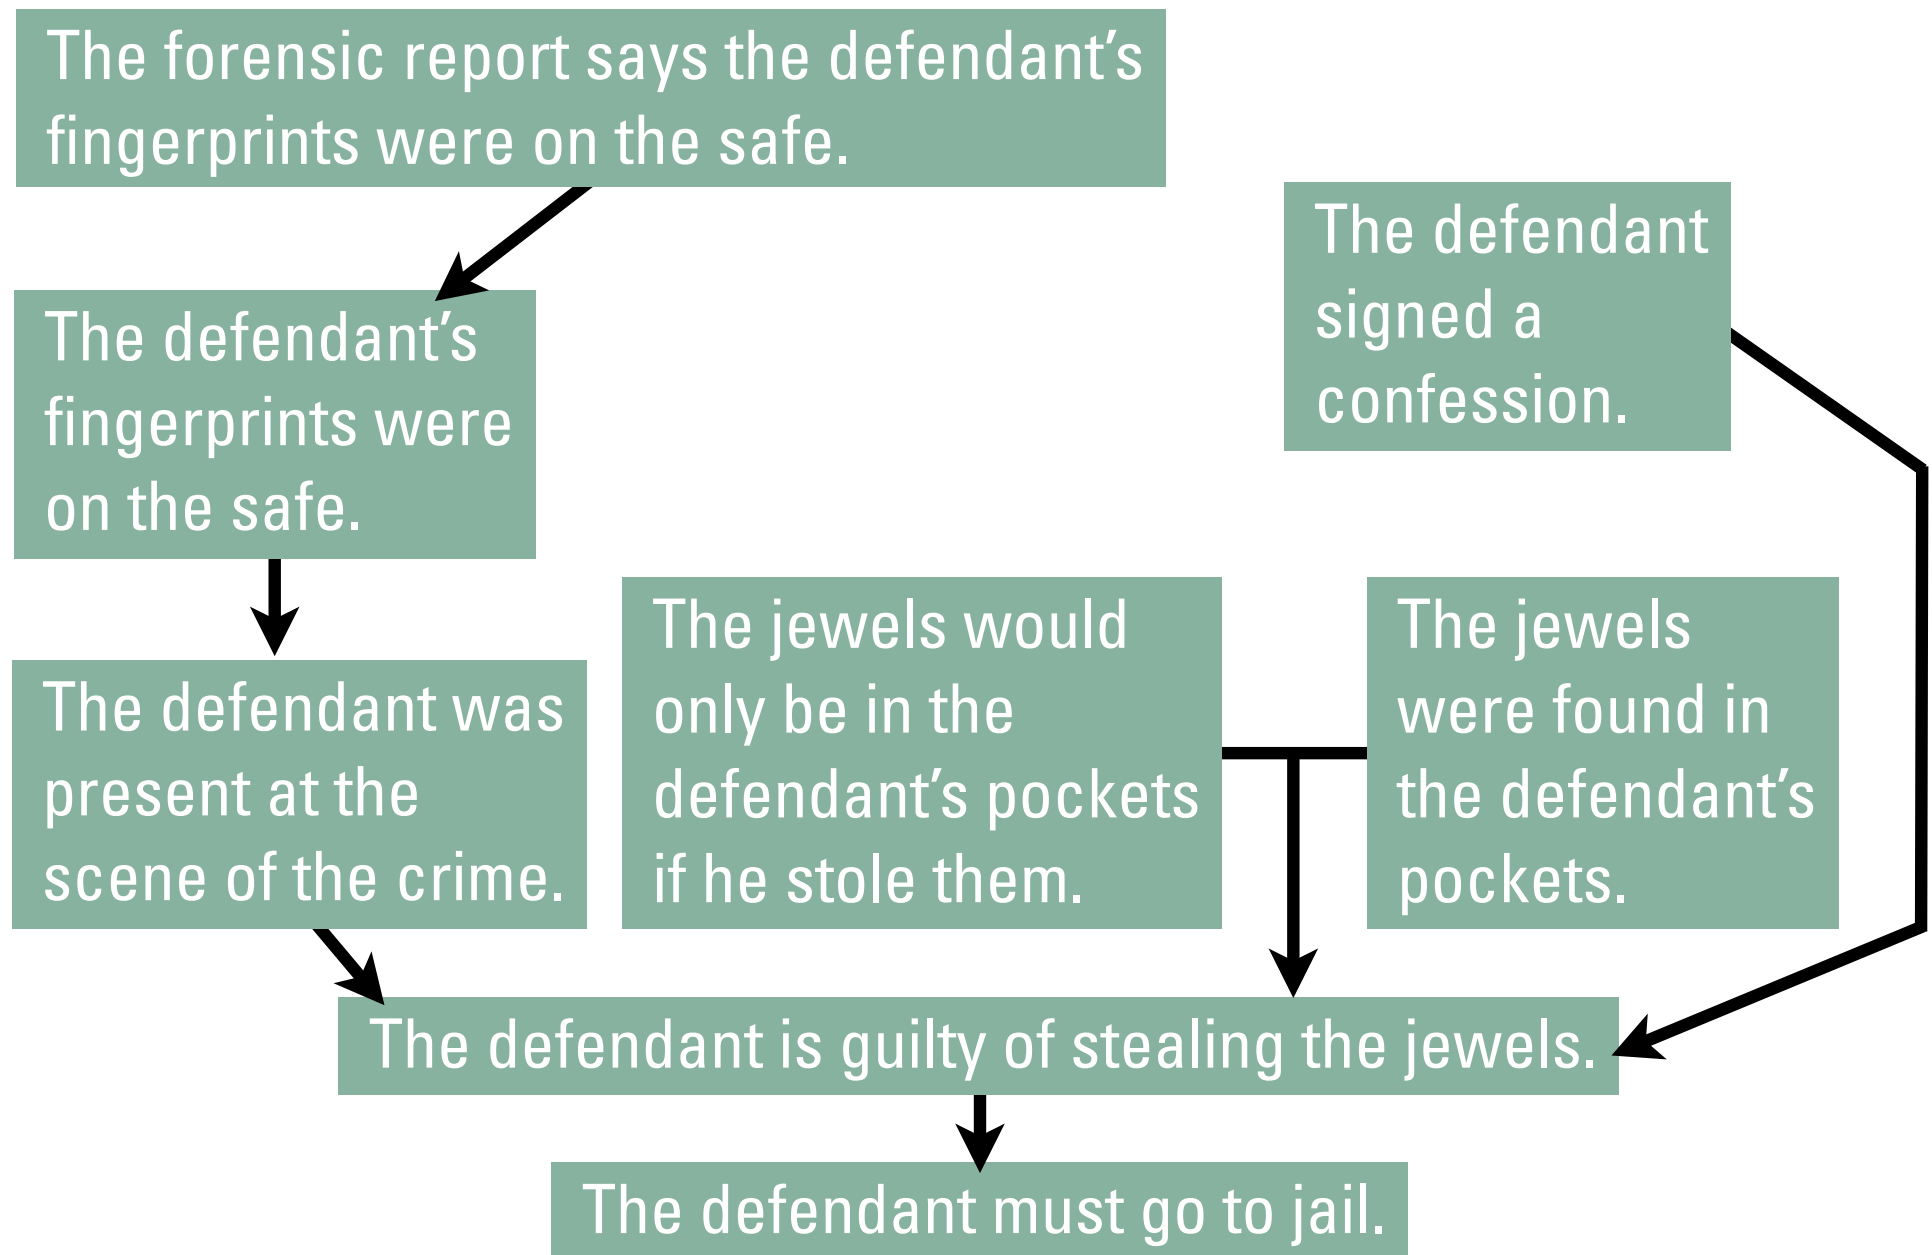 The forensic report says the defendant’s
fingerprints were on the safe.
The defendant
signed a
confession.
The defendant’s
fingerprints were
on the safe.
The jewels would
only be in the
defendant’s pockets
if he stole them.
The jewels
were found in
the defendant’s
pockets.
The defendant was
present at the
scene of the crime.
The defendant is guilty of stealing the jewels.
The defendant must go to jail.